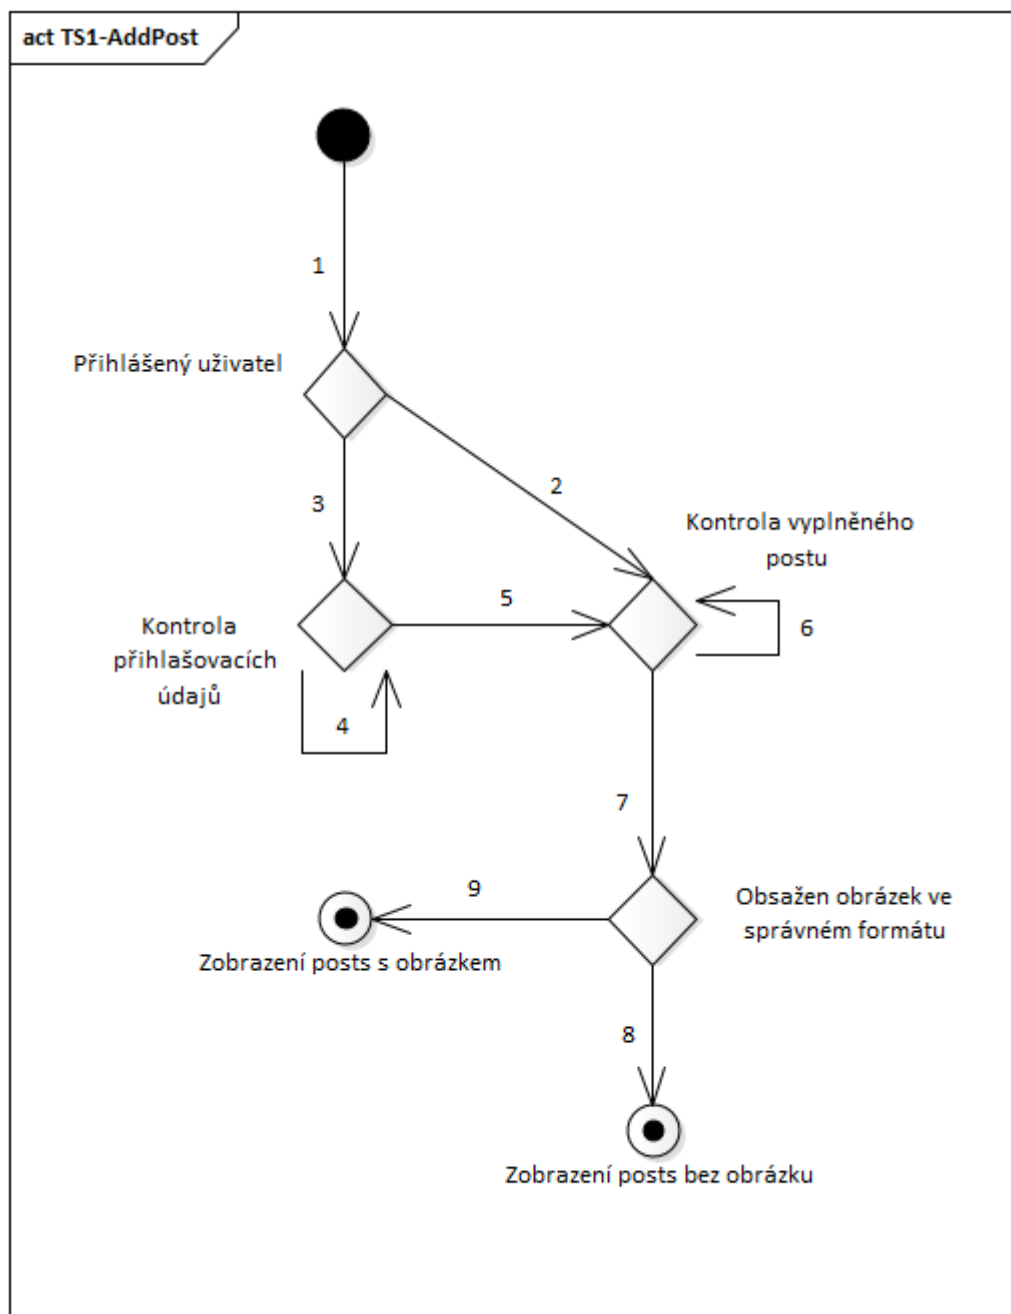 act TS1-AddPost
1
Přihlášený uživatel
2
3
Kontrola vyplněného
postu
5
6
Kontrola
přihlašovacích
údajů
4
7
9
Obsažen obrázek ve
správném formátu
Zobrazení posts s obrázkem
8
Zobrazení posts bez obrázku